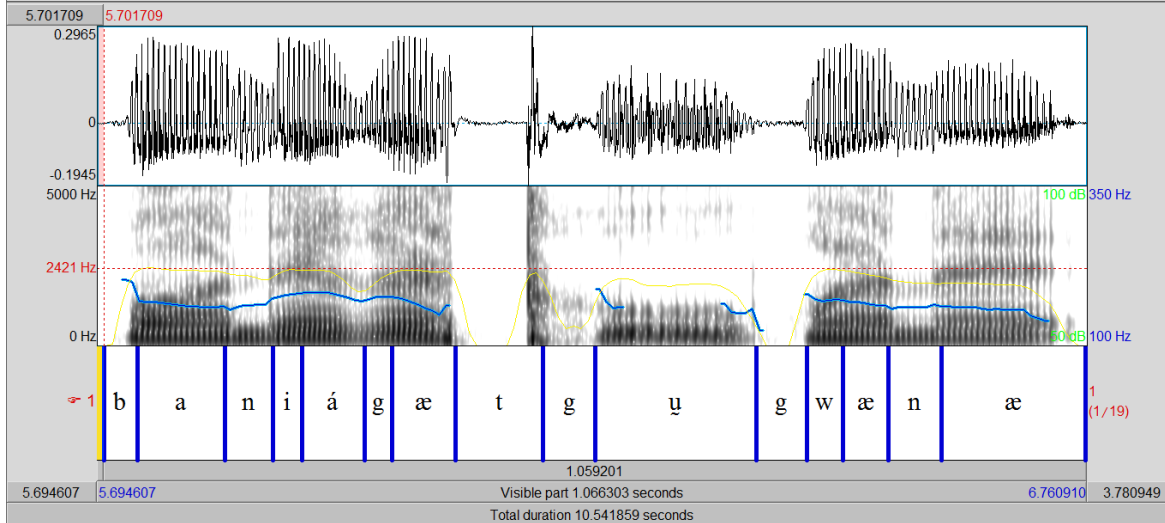 5.701709 5.701709
0.2965
0
-0.1945
5000 Hz 100 dB 350 Hz
2421 Hz
0 Hz 50 dB 100 Hz
☞ 1 b a n i á g æ t g ṵ g w æ n æ 1
(1/19)
1.059201
5.694607 5.694607 Visible part 1.066303 seconds 6.760910 3.780949
Total duration 10.541859 seconds